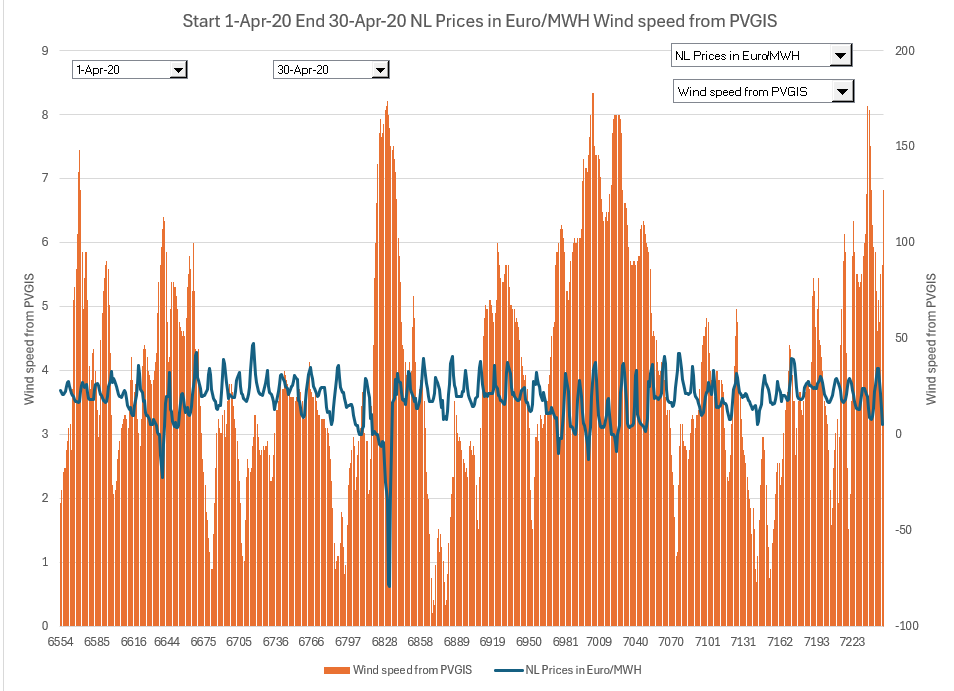 Start 1-Apr-20 End 30-Apr-20 NL Prices in Euro/MWH Wind speed from PVGIS
1-Apr-20
30-Apr-20
NL Prices in Euro/MWH
Wind speed from PVGIS
9
8
7
6
5
4
3
2
1
0
Wind speed from PVGIS
200
150
100
50
0
-50
-100
Wind speed from PVGIS
6554 6585 6616 6644 6675 6705 6736 6766 6797 6828 6858 6889 6919 6950 6981 7009 7040 7070 7101 7131 7162 7193 7223
Wind speed from PVGIS NL Prices in Euro/MWH